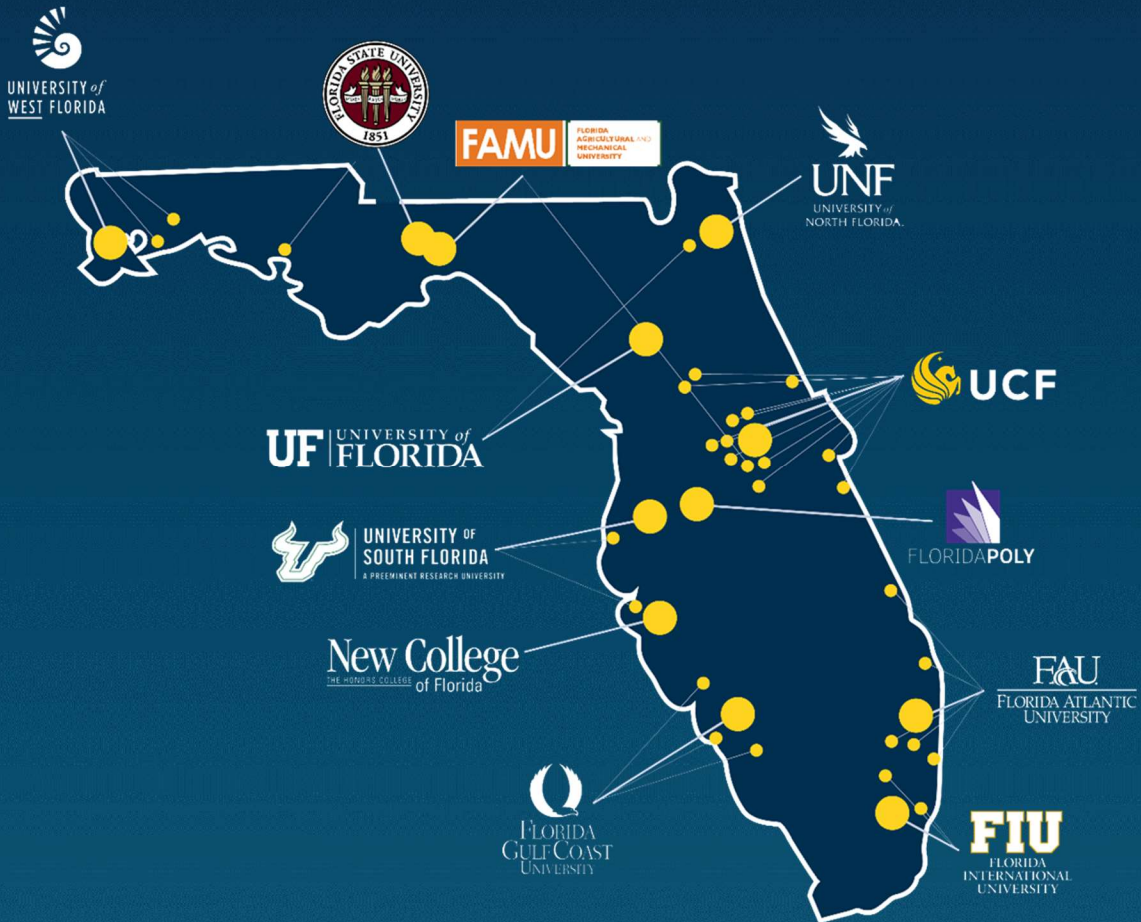 UNIVERSITY of
WEST FLORIDA
FLORIDA STATE UNIVERSITY
1851
FAMU
FLORIDA
AGRICULTURAL AND
MECHANICAL
UNIVERSITY
UNF
UNIVERSITY of
NORTH FLORIDA.
UCF
UF
UNIVERSITY of
FLORIDA
UNIVERSITY OF
SOUTH FLORIDA
A PREEMINENT RESEARCH UNIVERSITY
FLORIDAPOLY
New College
THE HONORS COLLEGE of Florida
FAU
FLORIDA ATLANTIC
UNIVERSITY
FLORIDA
GULF COAST
UNIVERSITY
FIU
FLORIDA
INTERNATIONAL
UNIVERSITY